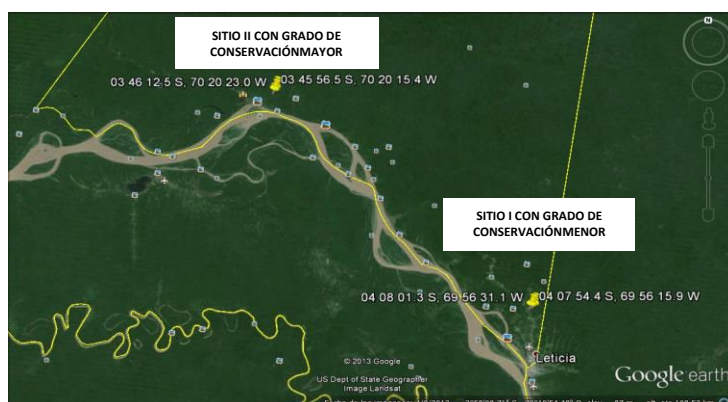 SITIO II CON GRADO DE
CONSERVACIÓNMAYOR
03 46 12.5 S, 70 20 23.0 W
03 45 56.5 S, 70 20 15.4 W
SITIO I CON GRADO DE
CONSERVACIÓNMENOR
04 08 01.3 S, 69 56 31.1 W
04 07 54.4 S, 69 56 15.9 W
Leticia
© 2013 Google
US Dept of State Geographer
Image Landsat
Google earth
N